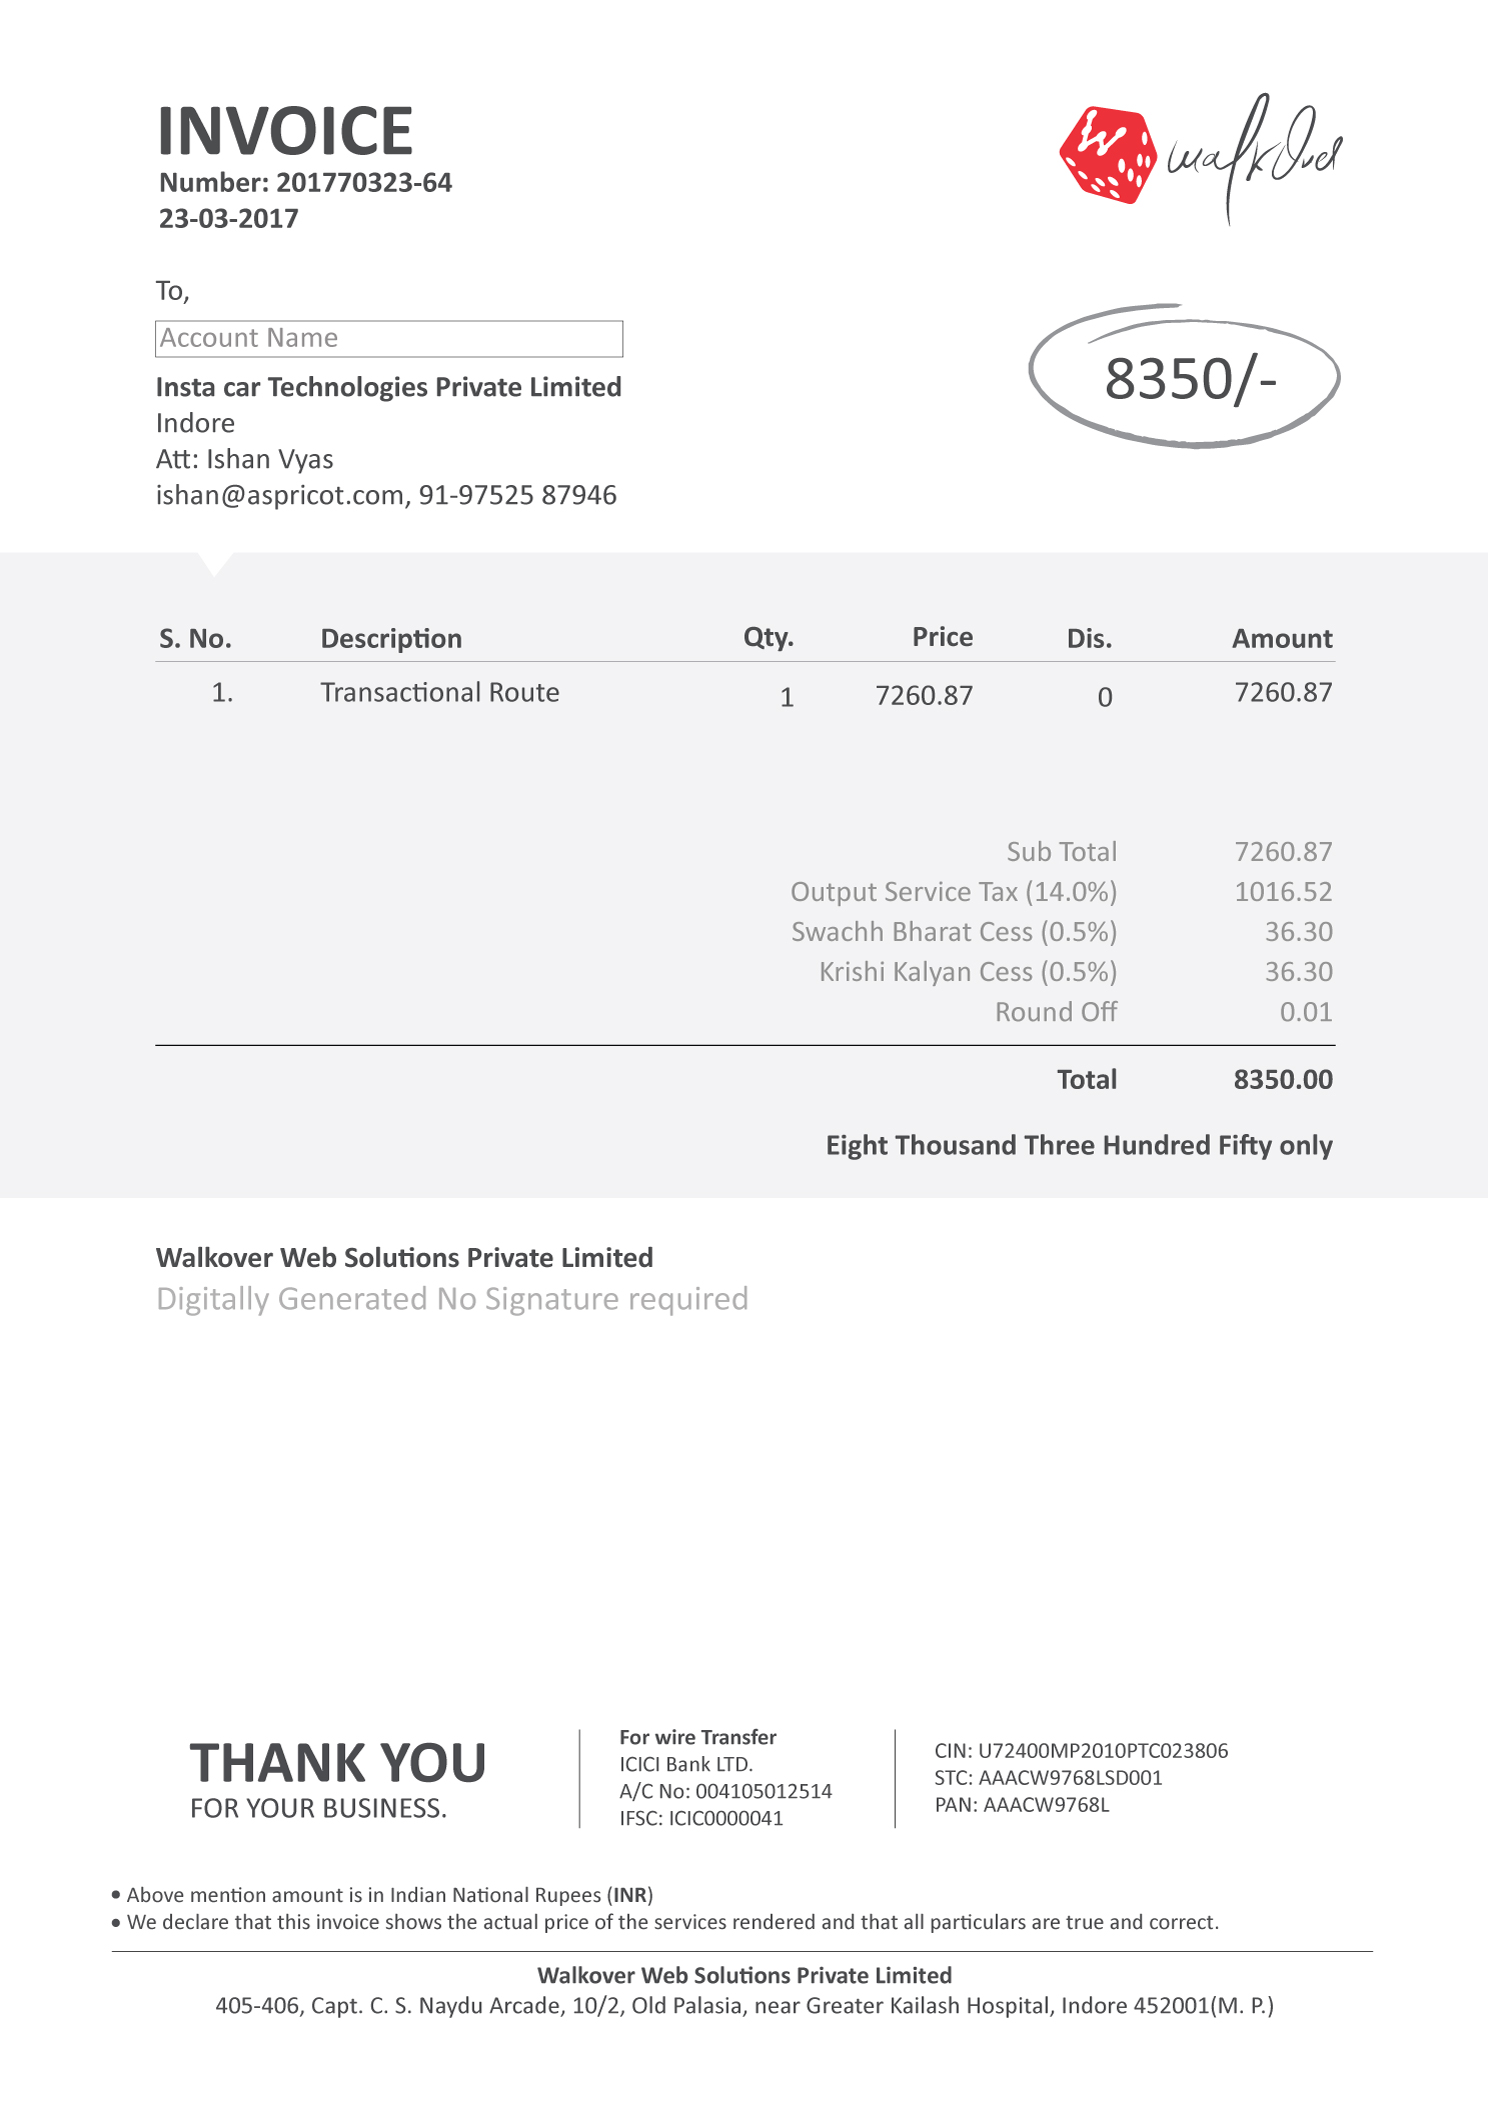 INVOICE
Number: 201770323-64
23-03-2017
walkover
To,
Account Name
Insta car Technologies Private Limited
Indore
Att: Ishan Vyas
ishan@aspricot.com, 91-97525 87946
8350/-
S. No. Description Qty. Price Dis. Amount
1. Transactional Route 1 7260.87 0 7260.87
Sub Total 7260.87
Output Service Tax (14.0%) 1016.52
Swachh Bharat Cess (0.5%) 36.30
Krishi Kalyan Cess (0.5%) 36.30
Round Off 0.01
Total 8350.00
Eight Thousand Three Hundred Fifty only
Walkover Web Solutions Private Limited
Digitally Generated No Signature required
THANK YOU
FOR YOUR BUSINESS.
For wire Transfer
ICICI Bank LTD.
A/C No: 004105012514
IFSC: ICIC0000041
CIN: U72400MP2010PTC023806
STC: AAACW9768LSD001
PAN: AAACW9768L
• Above mention amount is in Indian National Rupees (INR)
• We declare that this invoice shows the actual price of the services rendered and that all particulars are true and correct.
Walkover Web Solutions Private Limited
405-406, Capt. C. S. Naydu Arcade, 10/2, Old Palasia, near Greater Kailash Hospital, Indore 452001(M. P.)